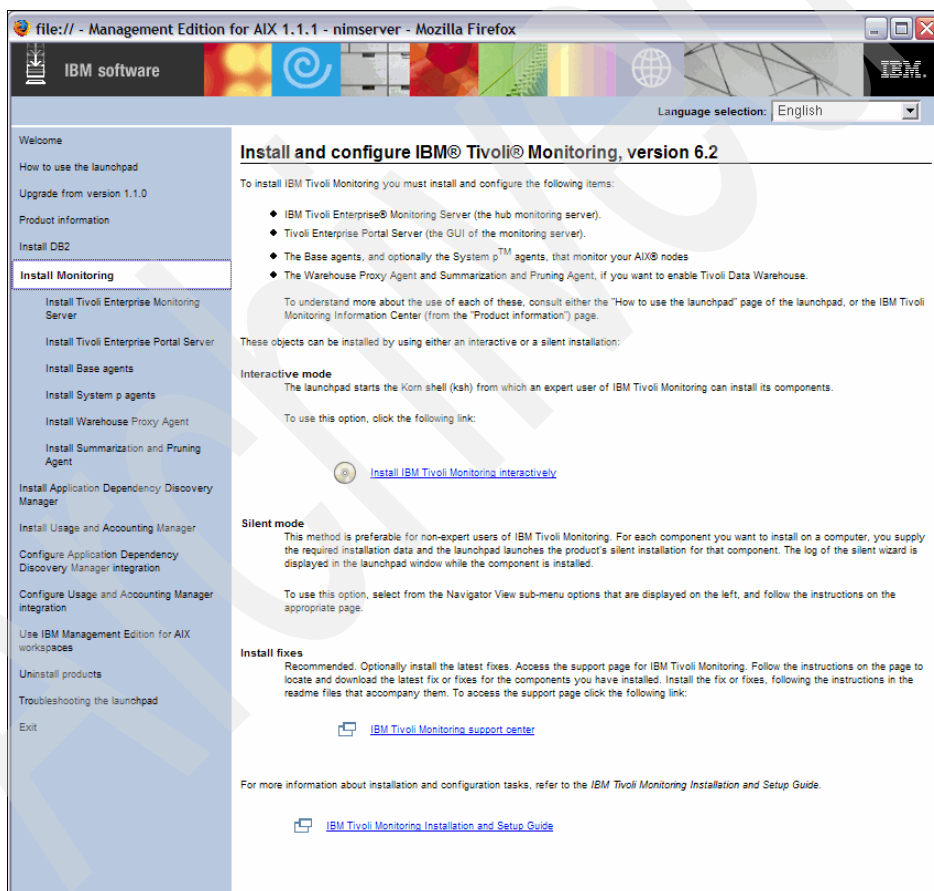 file:// - Management Edition for AIX 1.1.1 - nimserver - Mozilla Firefox
IBM software
IBM.
Language selection: English
Welcome
How to use the launchpad
Upgrade from version 1.1.0
Product information
Install DB2
Install Monitoring
Install Tivoli Enterprise Monitoring
Server
Install Tivoli Enterprise Portal Server
Install Base agents
Install System p agents
Install Warehouse Proxy Agent
Install Summarization and Pruning
Agent
Install Application Dependency Discovery
Manager
Install Usage and Accounting Manager
Configure Application Dependency
Discovery Manager integration
Configure Usage and Accounting Manager
integration
Use IBM Management Edition for AIX
workspaces
Uninstall products
Troubleshooting the launchpad
Exit
Install and configure IBM® Tivoli® Monitoring, version 6.2
To install IBM Tivoli Monitoring you must install and configure the following items:
◆ IBM Tivoli Enterprise® Monitoring Server (the hub monitoring server).
◆ Tivoli Enterprise Portal Server (the GUI of the monitoring server).
◆ The Base agents, and optionally the System p™ agents, that monitor your AIX® nodes
◆ The Warehouse Proxy Agent and Summarization and Pruning Agent, if you want to enable Tivoli Data Warehouse.
To understand more about the use of each of these, consult either the "How to use the launchpad" page of the launchpad, or the IBM Tivoli
Monitoring Information Center (from the "Product information") page.
These objects can be installed by using either an interactive or a silent installation:
Interactive mode
The launchpad starts the Korn shell (ksh) from which an expert user of IBM Tivoli Monitoring can install its components.
To use this option, click the following link:
Install IBM Tivoli Monitoring interactively
Silent mode
This method is preferable for non-expert users of IBM Tivoli Monitoring. For each component you want to install on a computer, you supply
the required installation data and the launchpad launches the product's silent installation for that component. The log of the silent wizard is
displayed in the launchpad window while the component is installed.
To use this option, select from the Navigator View sub-menu options that are displayed on the left, and follow the instructions on the
appropriate page.
Install fixes
Recommended. Optionally install the latest fixes. Access the support page for IBM Tivoli Monitoring. Follow the instructions on the page to
locate and download the latest fix or fixes for the components you have installed. Install the fix or fixes, following the instructions in the
readme files that accompany them. To access the support page click the following link:
IBM Tivoli Monitoring support center
For more information about installation and configuration tasks, refer to the IBM Tivoli Monitoring Installation and Setup Guide.
IBM Tivoli Monitoring Installation and Setup Guide